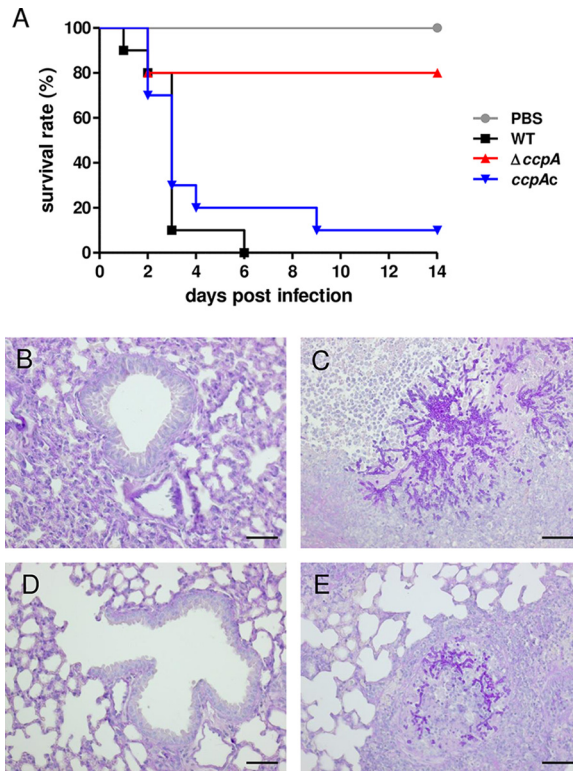 A
survival rate (%)
100
80
60
40
20
0
0 2 4 6 8 10 12 14
days post infection
PBS
WT
ΔccpA
ccpAc
B
C
D
E